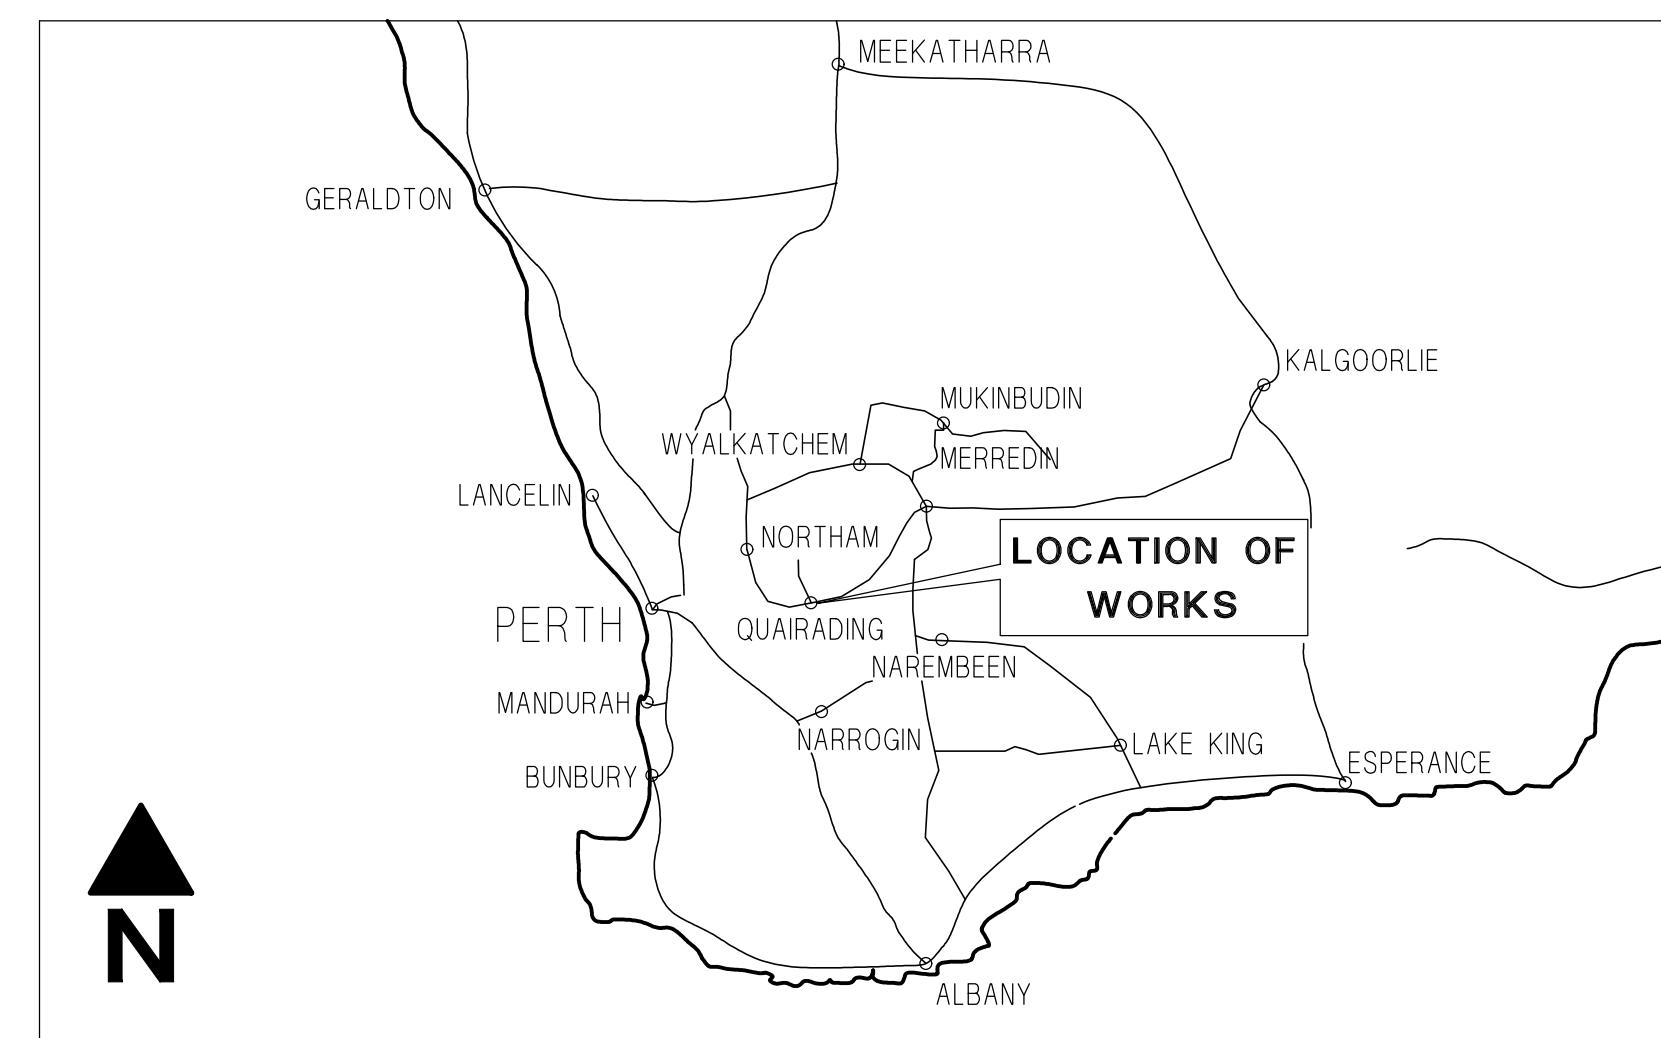 MEEKATHARRA
GERALDTON
KALGOORLIE
MUKINBUDIN
WYALKATCHEM
MERREDIN
LANCELIN
NORTHAM
LOCATION OF
WORKS
PERTH
QUAIRADING
NAREMBEEN
MANDURAH
NARROGIN
LAKE KING
ESPERANCE
BUNBURY
N
ALBANY